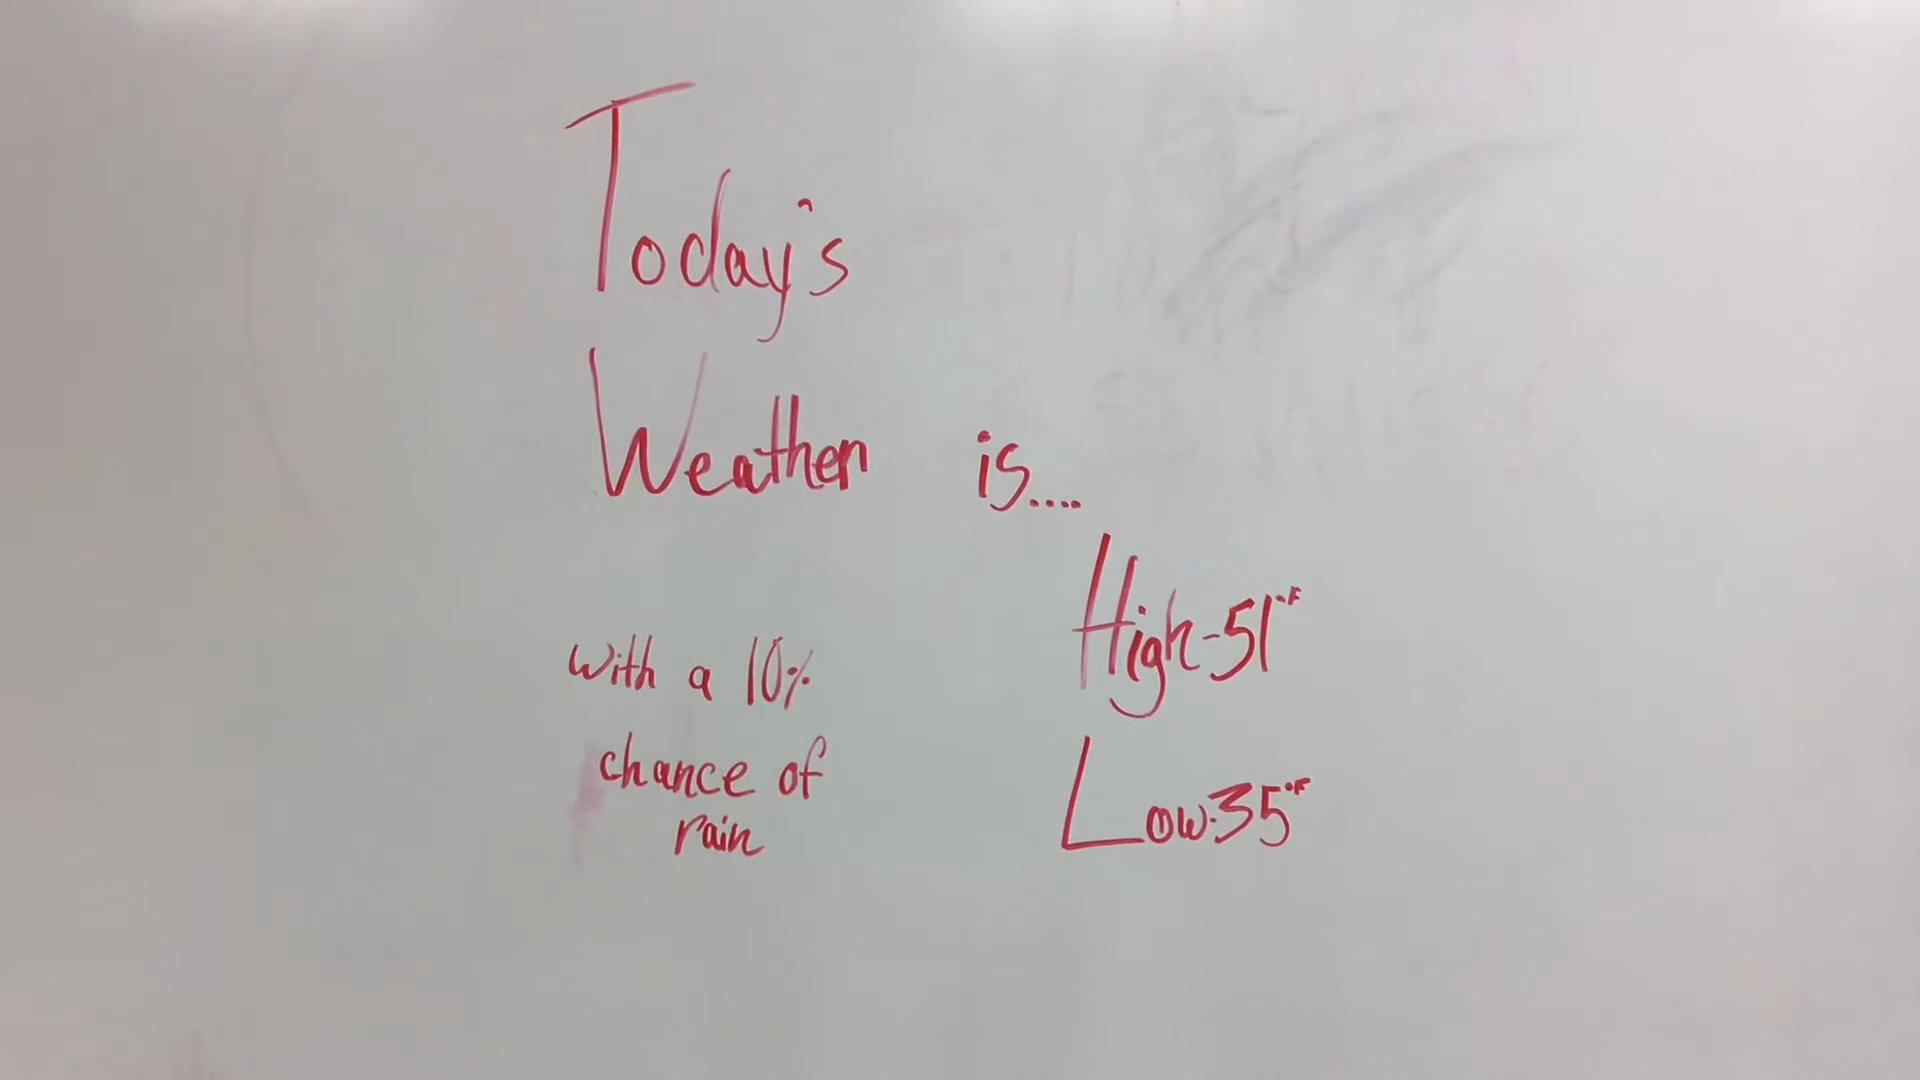 Today's
Weather is....
High-51°F
Low-35°F
with a 10%
chance of
rain